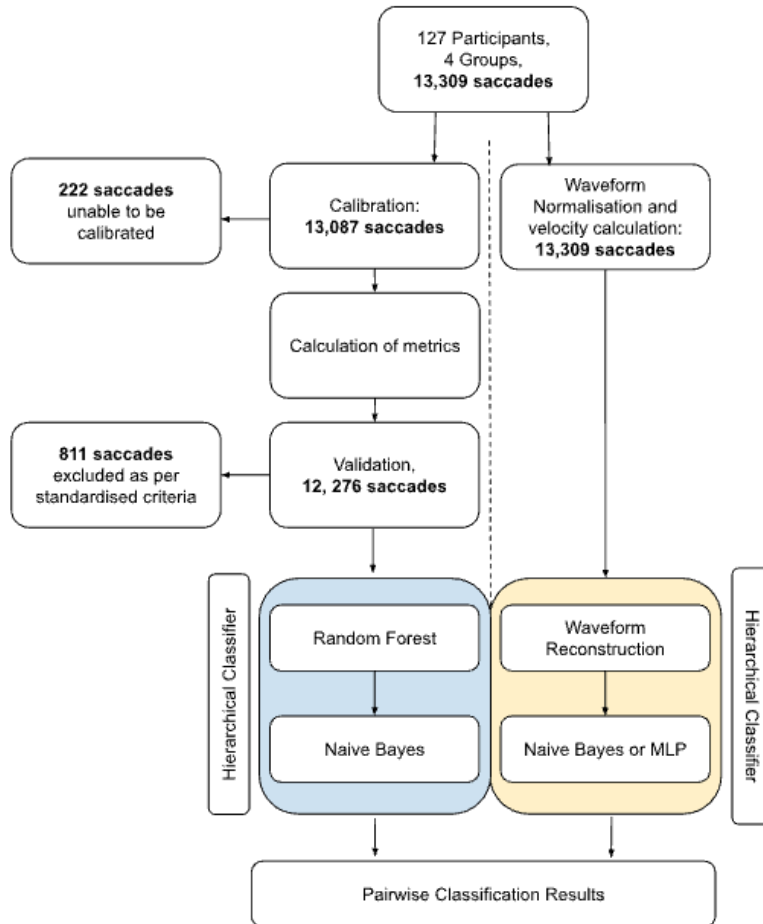 127 Participants,
4 Groups,
13,309 saccades
222 saccades
unable to be
calibrated
Calibration:
13,087 saccades
Waveform
Normalisation and
velocity calculation:
13,309 saccades
Calculation of metrics
811 saccades
excluded as per
standardised criteria
Validation,
12, 276 saccades
Hierarchical Classifier
Random Forest
Naive Bayes
Waveform
Reconstruction
Naive Bayes or MLP
Hierarchical Classifier
Pairwise Classification Results